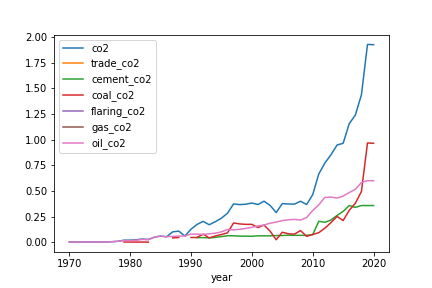 2.00
1.75
1.50
1.25
1.00
0.75
0.50
0.25
0.00
co2
trade_co2
cement_co2
coal_co2
flaring_co2
gas_co2
oil_co2
1970 1980 1990 2000 2010 2020
year